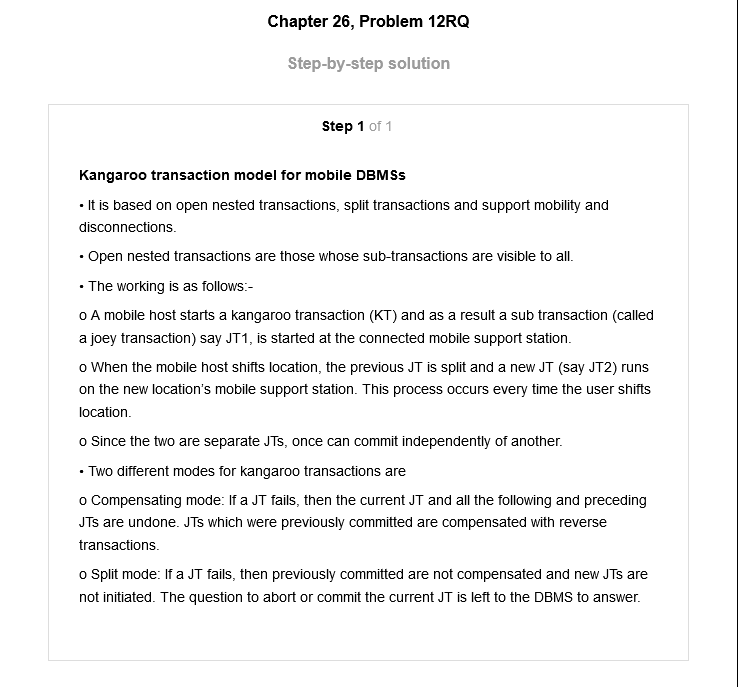 Chapter 26, Problem 12RQ
Step-by-step solution
Step 1 of 1
Kangaroo transaction model for mobile DBMSs
• It is based on open nested transactions, split transactions and support mobility and
disconnections.
• Open nested transactions are those whose sub-transactions are visible to all.
• The working is as follows:-
o A mobile host starts a kangaroo transaction (KT) and as a result a sub transaction (called
a joey transaction) say JT1, is started at the connected mobile support station.
o When the mobile host shifts location, the previous JT is split and a new JT (say JT2) runs
on the new location's mobile support station. This process occurs every time the user shifts
location.
o Since the two are separate JTs, once can commit independently of another.
• Two different modes for kangaroo transactions are
o Compensating mode: If a JT fails, then the current JT and all the following and preceding
JTs are undone. JTs which were previously committed are compensated with reverse
transactions.
o Split mode: If a JT fails, then previously committed are not compensated and new JTs are
not initiated. The question to abort or commit the current JT is left to the DBMS to answer.